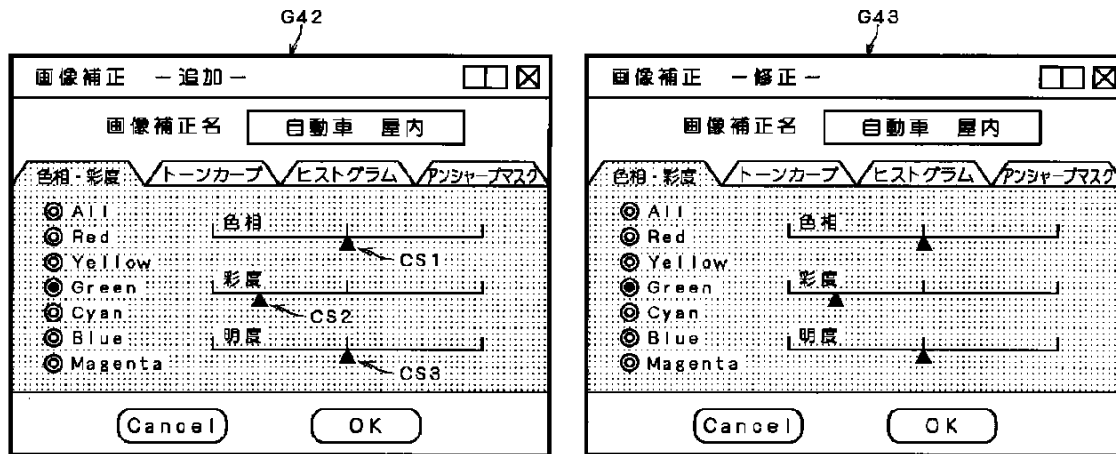 G42
画像補正 －追加－
画像補正名 自動車 屋内
色相・彩度 トーンカーブ ヒストグラム アンシャープマスク
All
Red
Yellow
Green
Cyan
Blue
Magenta
色相
CS1
彩度
CS2
明度
CS3
Cancel OK
G43
画像補正 －修正－
画像補正名 自動車 屋内
色相・彩度 トーンカーブ ヒストグラム アンシャープマスク
All
Red
Yellow
Green
Cyan
Blue
Magenta
色相
彩度
明度
Cancel OK